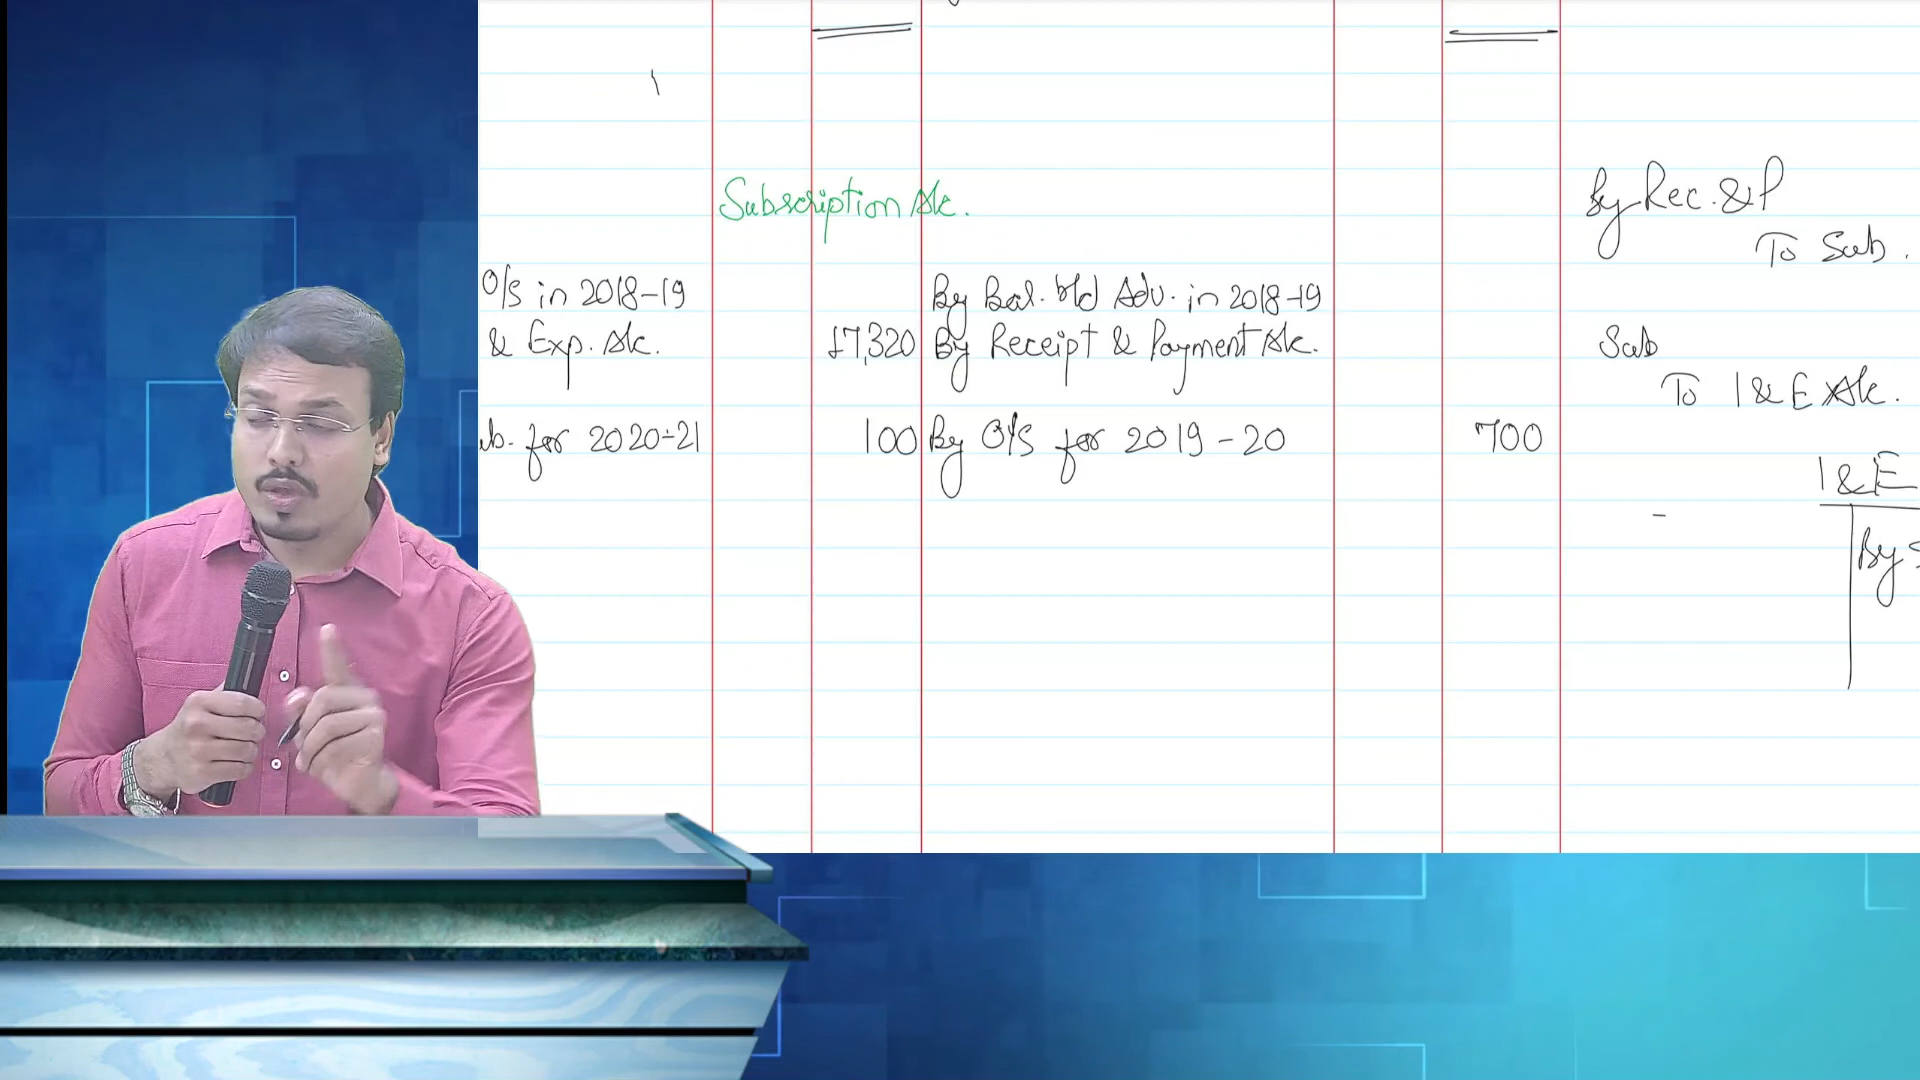 Subscription A/c.
O/S in 2018-19
By Bal. b/d Adv. in 2018-19
& Exp. A/c.
17,320
By Receipt & Payment A/c.
b. for 2020-21
100
By O/S for 2019-20
700
By Rec. & P
To Sub.
Sub
To I & E A/c.
I & E
By S